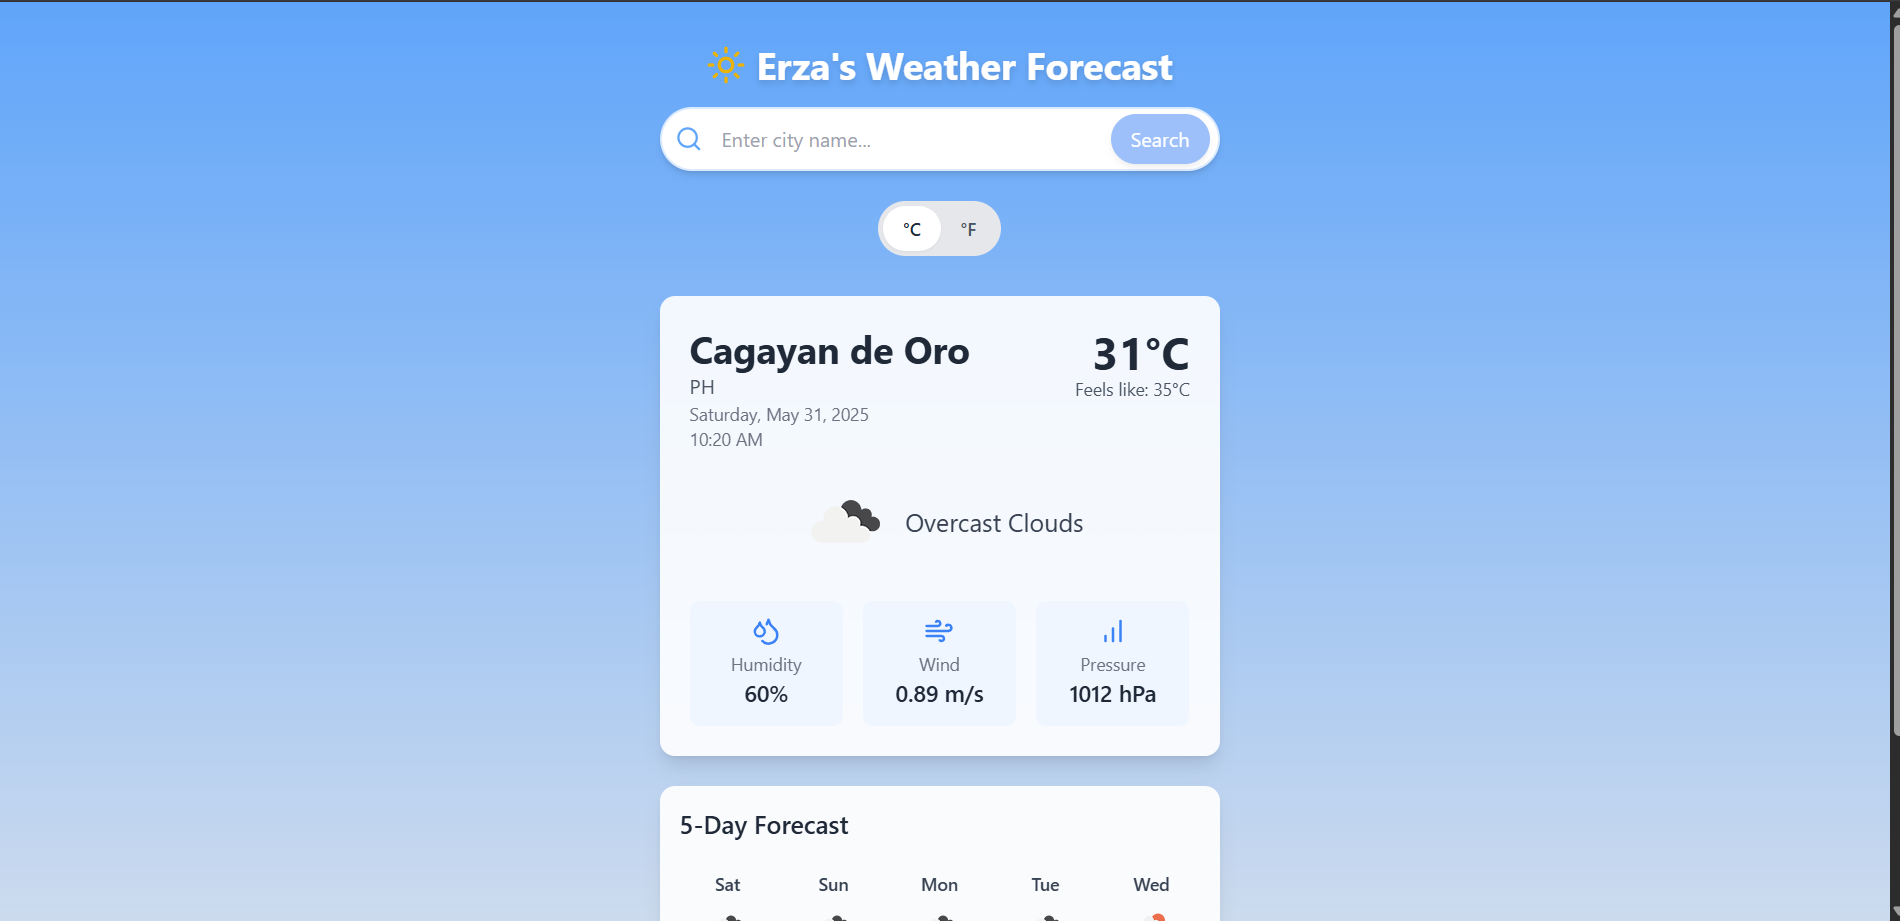 Erza's Weather Forecast
Enter city name...
Search
°C
°F
Cagayan de Oro
31°C
PH
Feels like: 35°C
Saturday, May 31, 2025
10:20 AM
Overcast Clouds
Humidity
Wind
Pressure
60%
0.89 m/s
1012 hPa
5-Day Forecast
Sat
Sun
Mon
Tue
Wed